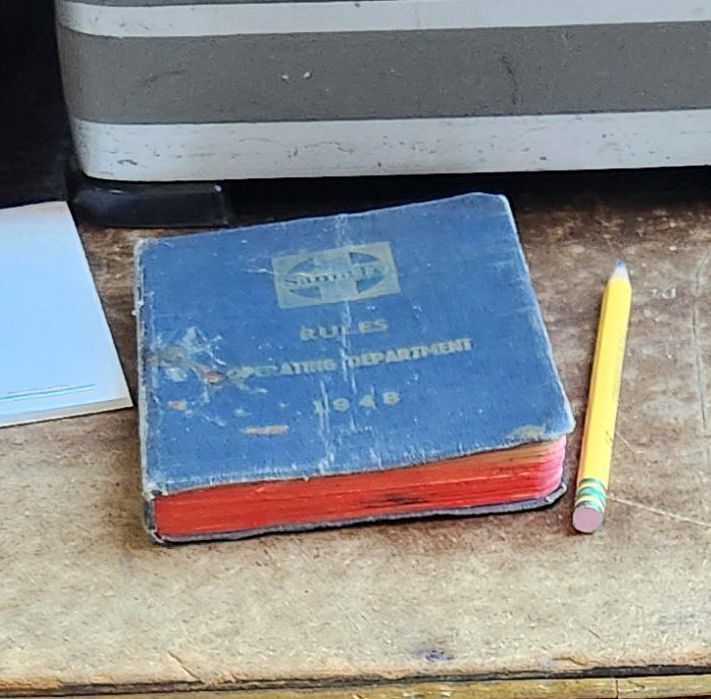 Santa Fe
RULES
OPERATING DEPARTMENT
1948